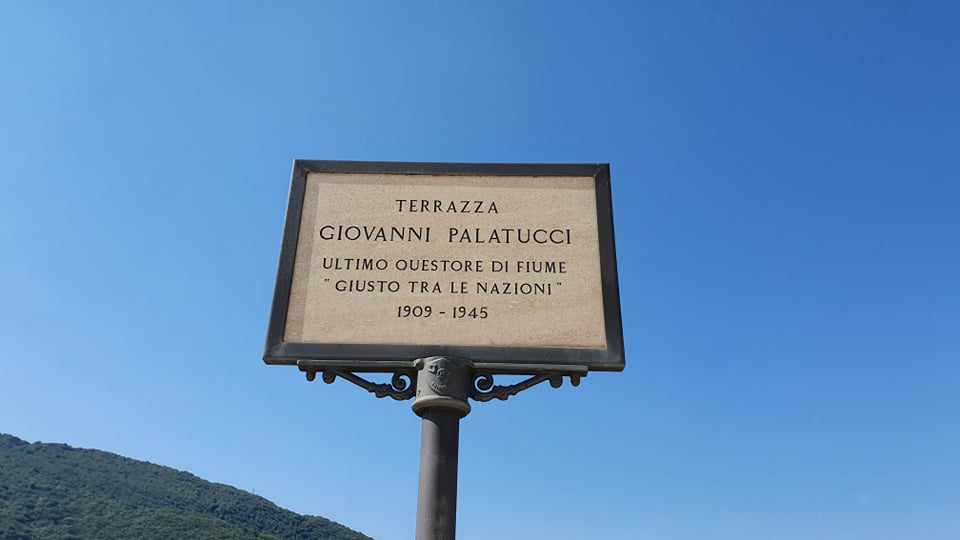 TERRAZZA
GIOVANNI PALATUCCI
ULTIMO QUESTORE DI FIUME
"GIUSTO TRA LE NAZIONI"
1909 - 1945